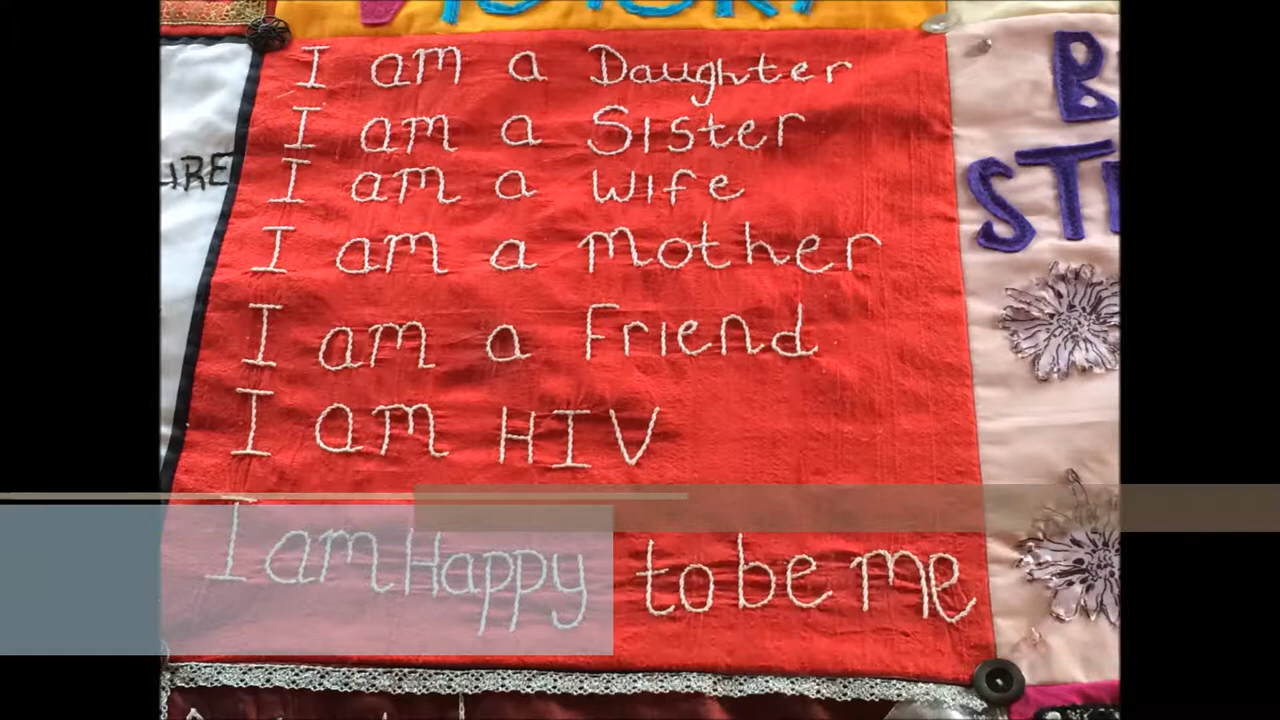 I am a Daughter
I am a Sister
I am a wife
I am a mother
I am a Friend
I am HIV
I am Happy to be me